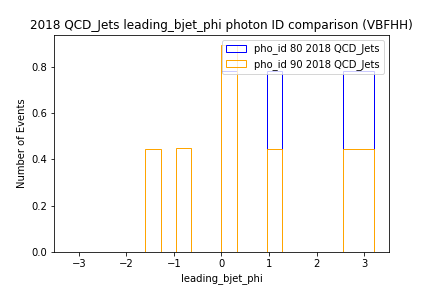 2018 QCD_Jets leading_bjet_phi photon ID comparison (VBFHH)
pho_id 80 2018 QCD_Jets
pho_id 90 2018 QCD_Jets
Number of Events
0.8
0.6
0.4
0.2
0.0
−3 −2 −1 0 1 2 3
leading_bjet_phi